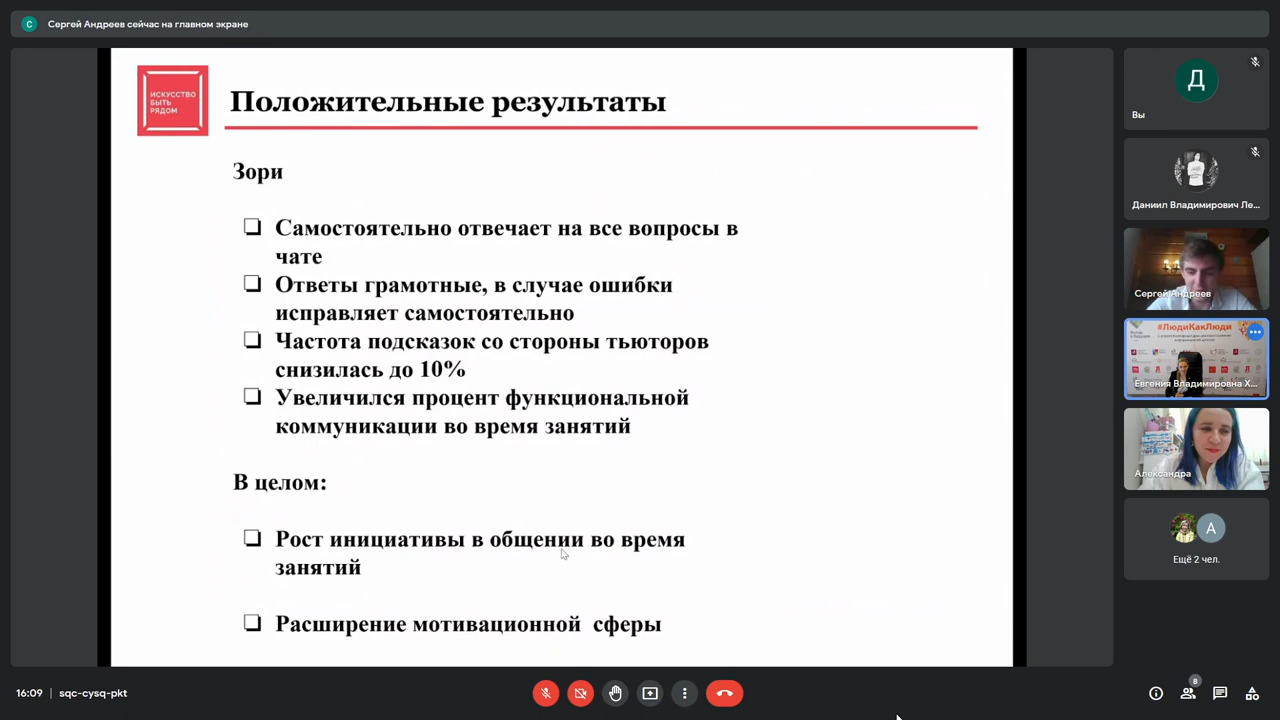 С
Сергей Андреев сейчас на главном экране
ИСКУССТВО
БЫТЬ
РЯДОМ
Положительные результаты
Зори
Самостоятельно отвечает на все вопросы в
чате
Ответы грамотные, в случае ошибки
исправляет самостоятельно
Частота подсказок со стороны тьюторов
снизилась до 10%
Увеличился процент функциональной
коммуникации во время занятий
В целом:
Рост инициативы в общении во время
занятий
Расширение мотивационной сферы
Д
Вы
Даниил Владимирович Ле...
Сергей Андреев
#ЛюдиКакЛюди
Евгения Владимировна Х...
Александра
А
Ещё 2 чел.
16:09 | sqc-cysq-pkt
8